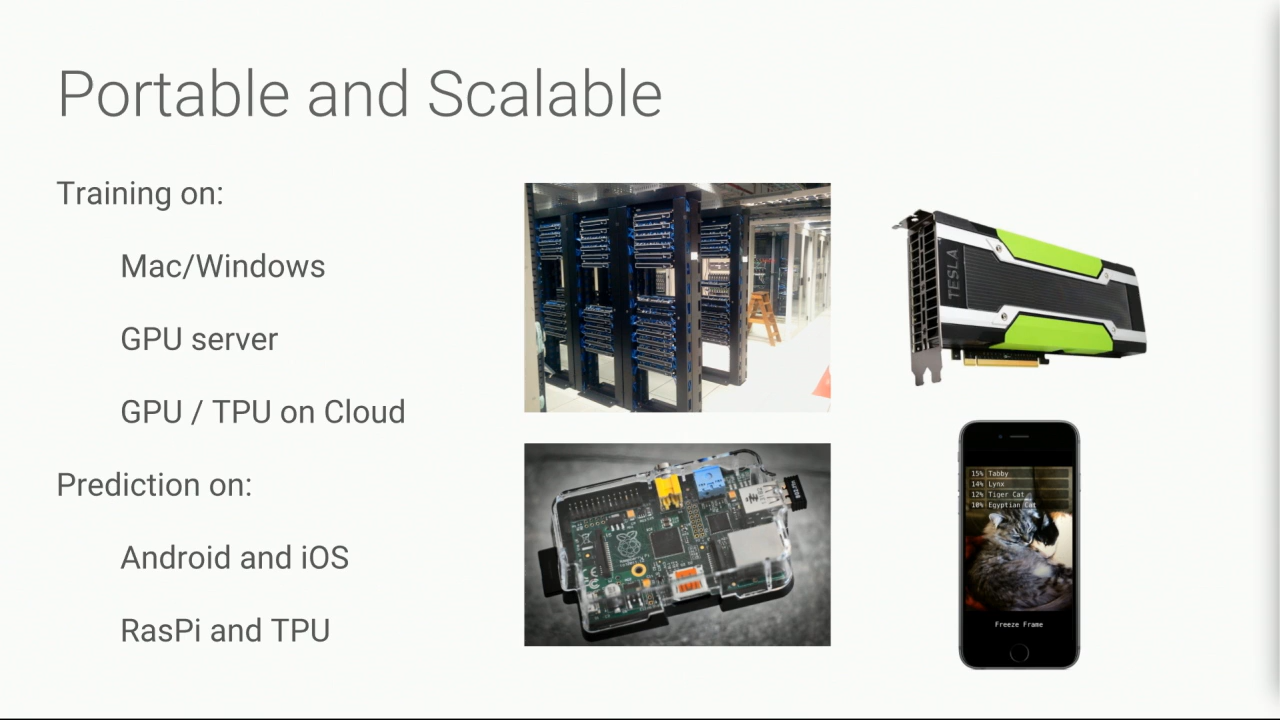 Portable and Scalable
Training on:
Mac/Windows
GPU server
GPU / TPU on Cloud
Prediction on:
Android and iOS
RasPi and TPU
TESLA
15% Tabby
14% Lynx
12% Tiger Cat
10% Egyptian Cat
Freeze Frame